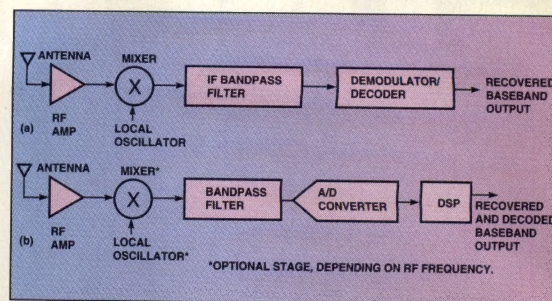 ANTENNA
MIXER
X
IF BANDPASS
FILTER
DEMODULATOR/
DECODER
RECOVERED
BASEBAND
OUTPUT
RF
AMP
LOCAL
OSCILLATOR
(a)
ANTENNA
MIXER*
X
BANDPASS
FILTER
A/D
CONVERTER
DSP
RECOVERED
AND DECODED
BASEBAND
OUTPUT
RF
AMP
LOCAL
OSCILLATOR*
(b)
*OPTIONAL STAGE, DEPENDING ON RF FREQUENCY.